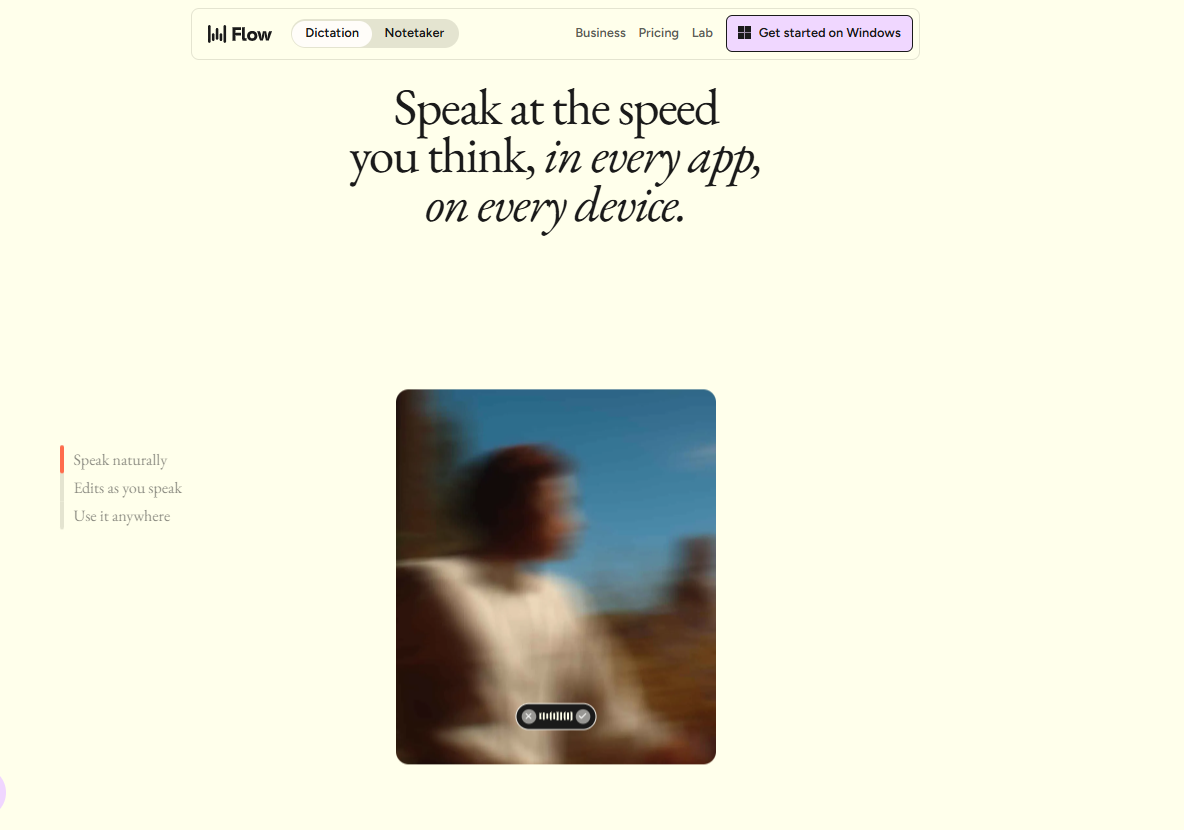 Flow
Dictation
Notetaker
Business
Pricing
Lab
Get started on Windows
Speak at the speed
you think, in every app,
on every device.
Speak naturally
Edits as you speak
Use it anywhere